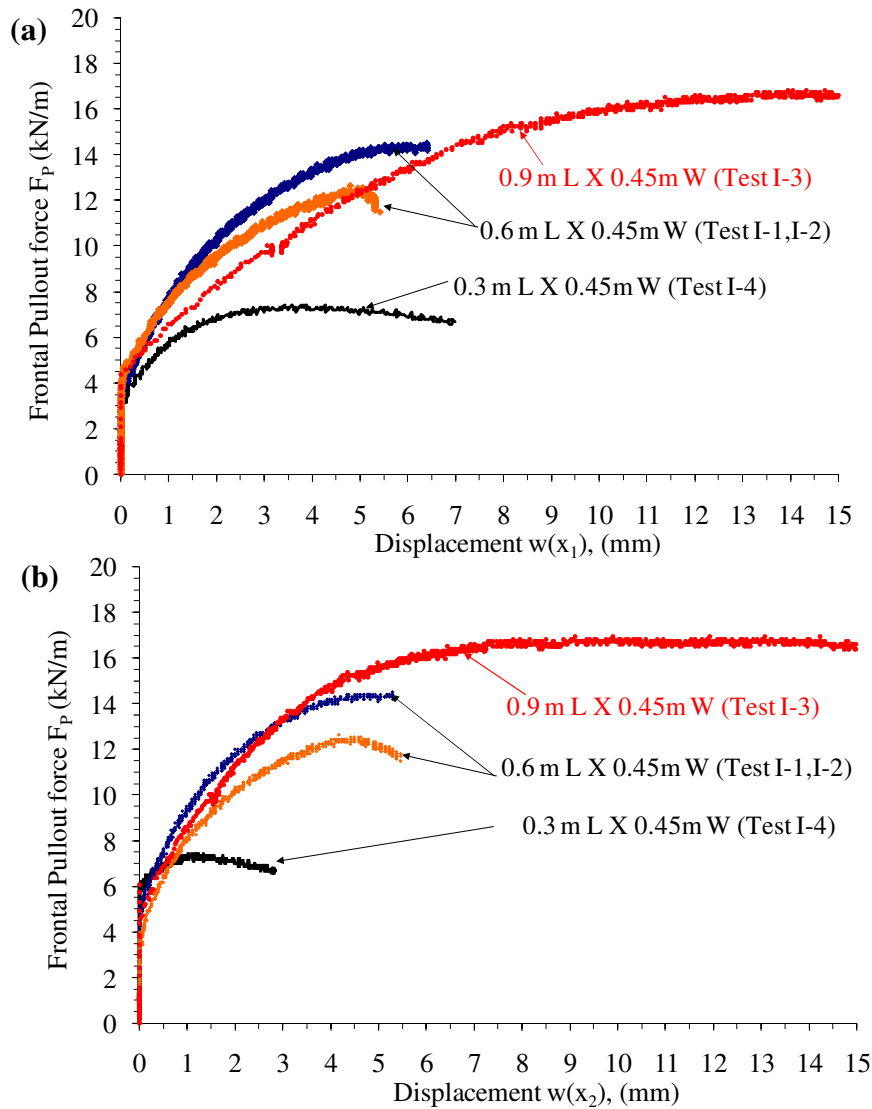 (a)
Frontal Pullout force F_P (kN/m)
20
18
16
14
12
10
8
6
4
2
0
0.9 m L X 0.45m W (Test I-3)
0.6 m L X 0.45m W (Test I-1,I-2)
0.3 m L X 0.45m W (Test I-4)
0 1 2 3 4 5 6 7 8 9 10 11 12 13 14 15
Displacement w(x₁), (mm)
(b)
Frontal Pullout force F_P (kN/m)
20
18
16
14
12
10
8
6
4
2
0
0.9 m L X 0.45m W (Test I-3)
0.6 m L X 0.45m W (Test I-1,I-2)
0.3 m L X 0.45m W (Test I-4)
0 1 2 3 4 5 6 7 8 9 10 11 12 13 14 15
Displacement w(x₂), (mm)